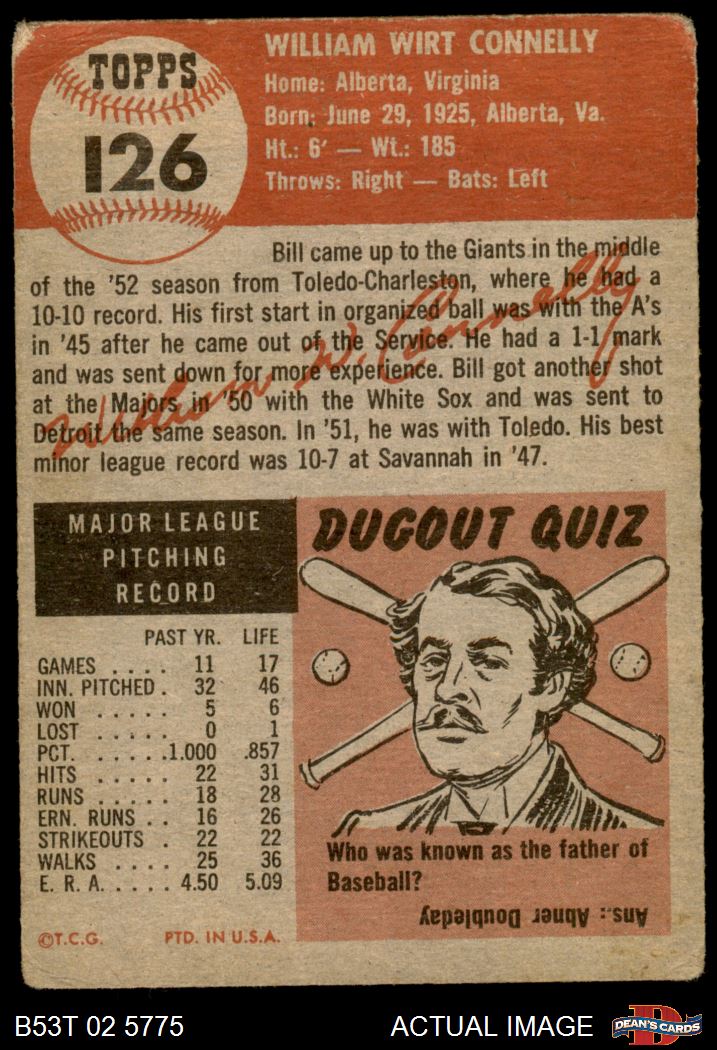 TOPPS
126
WILLIAM WIRT CONNELLY
Home: Alberta, Virginia
Born: June 29, 1925, Alberta, Va.
Ht.: 6' — Wt.: 185
Throws: Right — Bats: Left
Bill came up to the Giants in the middle
of the '52 season from Toledo-Charleston, where he had a
10-10 record. His first start in organized ball was with the A's
in '45 after he came out of the Service. He had a 1-1 mark
and was sent down for more experience. Bill got another shot
at the Majors in '50 with the White Sox and was sent to
Detroit the same season. In '51, he was with Toledo. His best
minor league record was 10-7 at Savannah in '47.
William W. Connelly
MAJOR LEAGUE
PITCHING
RECORD
PAST YR. LIFE
GAMES . . . . 11 17
INN. PITCHED . 32 46
WON . . . . . 5 6
LOST . . . . . 0 1
PCT. . . . . . 1.000 .857
HITS . . . . . 22 31
RUNS . . . . . 18 28
ERN. RUNS . . 16 26
STRIKEOUTS . 22 22
WALKS . . . . 25 36
E. R. A. . . . . 4.50 5.09
©T.C.G. PTD. IN U.S.A.
DUGOUT QUIZ
Who was known as the father of
Baseball?
Ans.: Abner Doubleday
B53T 02 5775 ACTUAL IMAGE
D
DEAN'S CARDS